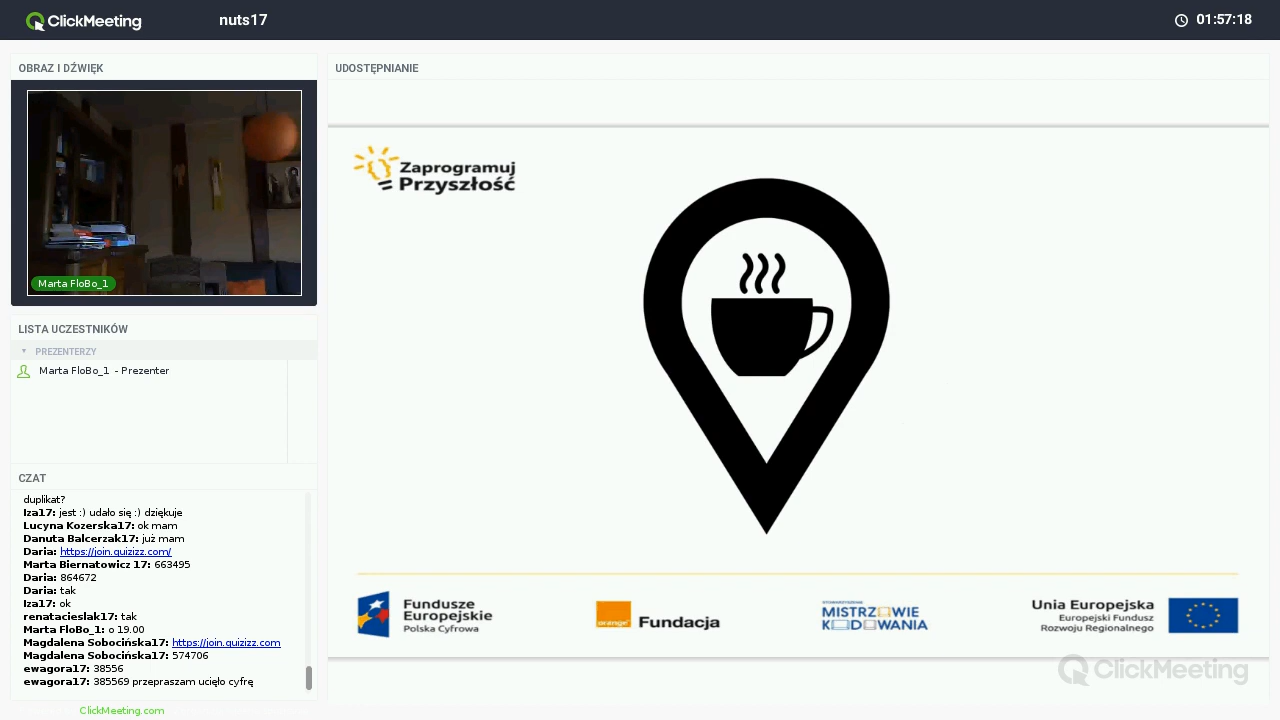 ClickMeeting
nuts17
01:57:18
OBRAZ I DŹWIĘK
Marta FloBo_1
LISTA UCZESTNIKÓW
PREZENTERZY
Marta FloBo_1 - Prezenter
CZAT
duplikat?
Iza17: jest :) udało się :) dziękuje
Lucyna Kozerska17: ok mam
Danuta Balcerzak17: już mam
Daria: https://join.quizizz.com/
Marta Biernatowicz 17: 663495
Daria: 864672
Daria: tak
Iza17: ok
renatacieslak17: tak
Marta FloBo_1: o 19.00
Magdalena Sobocińska17: https://join.quizizz.com
Magdalena Sobocińska17: 574706
ewagora17: 38556
ewagora17: 385569 przepraszam ucięło cyfrę
ClickMeeting.com
UDOSTĘPNIANIE
Zaprogramuj
Przyszłość
Fundusze
Europejskie
Polska Cyfrowa
orange
Fundacja
STOWARZYSZENIE
MISTRZOWIE
KODOWANIA
Unia Europejska
Europejski Fundusz
Rozwoju Regionalnego
ClickMeeting